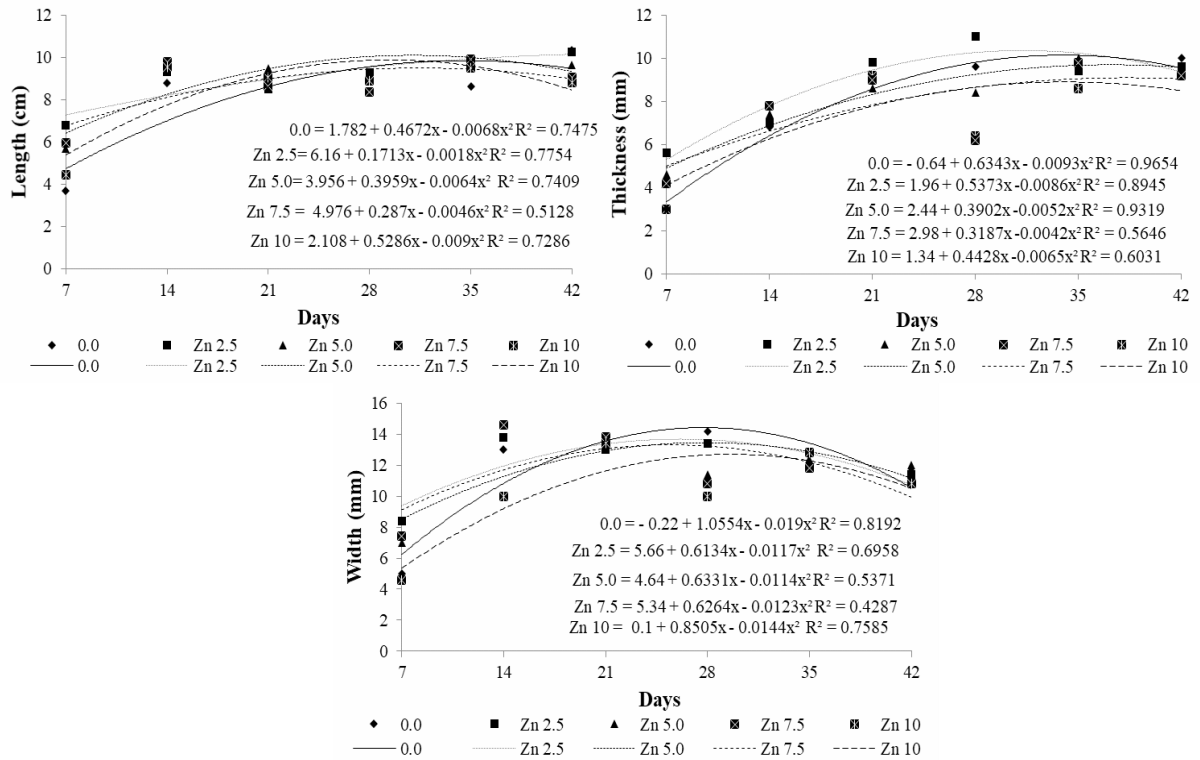 12
10
8
6
4
2
0
Length (cm)
0.0 = 1.782 + 0.4672x - 0.0068x² R² = 0.7475
Zn 2.5= 6.16 + 0.1713x - 0.0018x² R² = 0.7754
Zn 5.0= 3.956 + 0.3959x - 0.0064x² R² = 0.7409
Zn 7.5 = 4.976 + 0.287x - 0.0046x² R² = 0.5128
Zn 10 = 2.108 + 0.5286x - 0.009x² R² = 0.7286
7 14 21 28 35 42
Days
0.0 Zn 2.5 Zn 5.0 Zn 7.5 Zn 10
0.0 Zn 2.5 Zn 5.0 Zn 7.5 Zn 10
12
10
8
6
4
2
0
Thickness (mm)
0.0 = - 0.64 + 0.6343x - 0.0093x² R² = 0.9654
Zn 2.5 = 1.96 + 0.5373x -0.0086x² R² = 0.8945
Zn 5.0 = 2.44 + 0.3902x -0.0052x² R² = 0.9319
Zn 7.5 = 2.98 + 0.3187x -0.0042x² R² = 0.5646
Zn 10 = 1.34 + 0.4428x -0.0065x² R² = 0.6031
7 14 21 28 35 42
Days
0.0 Zn 2.5 Zn 5.0 Zn 7.5 Zn 10
0.0 Zn 2.5 Zn 5.0 Zn 7.5 Zn 10
16
14
12
10
8
6
4
2
0
Width (mm)
0.0 = - 0.22 + 1.0554x - 0.019x² R² = 0.8192
Zn 2.5 = 5.66 + 0.6134x - 0.0117x² R² = 0.6958
Zn 5.0 = 4.64 + 0.6331x - 0.0114x² R² = 0.5371
Zn 7.5 = 5.34 + 0.6264x - 0.0123x² R² = 0.4287
Zn 10 = 0.1 + 0.8505x - 0.0144x² R² = 0.7585
7 14 21 28 35 42
Days
0.0 Zn 2.5 Zn 5.0 Zn 7.5 Zn 10
0.0 Zn 2.5 Zn 5.0 Zn 7.5 Zn 10